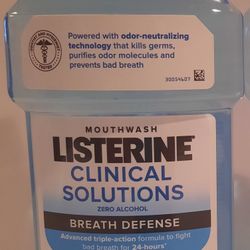 Powered with odor-neutralizing
technology that kills germs,
purifies odor molecules and
prevents bad breath
30054607
MOUTHWASH
LISTERINE
CLINICAL
SOLUTIONS
ZERO ALCOHOL
BREATH DEFENSE
Advanced triple-action formula to fight
bad breath for 24-hours*